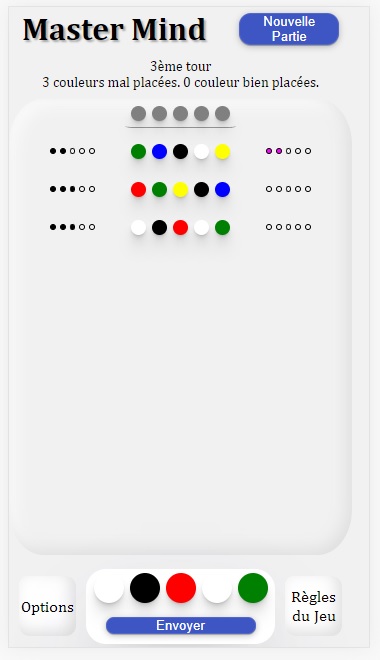 Master Mind
Nouvelle
Partie
3ème tour
3 couleurs mal placées. 0 couleur bien placées.
Options
Envoyer
Règles
du Jeu